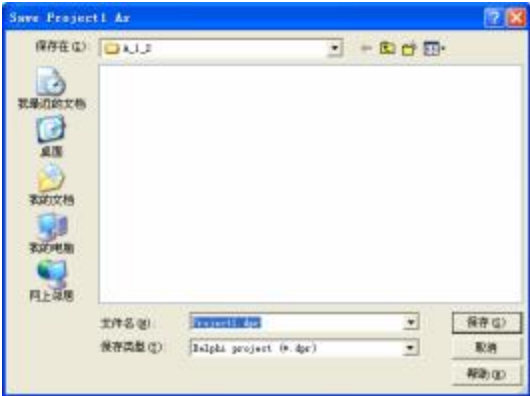 Save Project1 As
保存在(I):
A_1_2
我最近的文档
桌面
我的文档
我的电脑
网上邻居
文件名(N):
Project1.dpr
保存(S)
保存类型(T):
Delphi project (*.dpr)
取消
帮助(H)